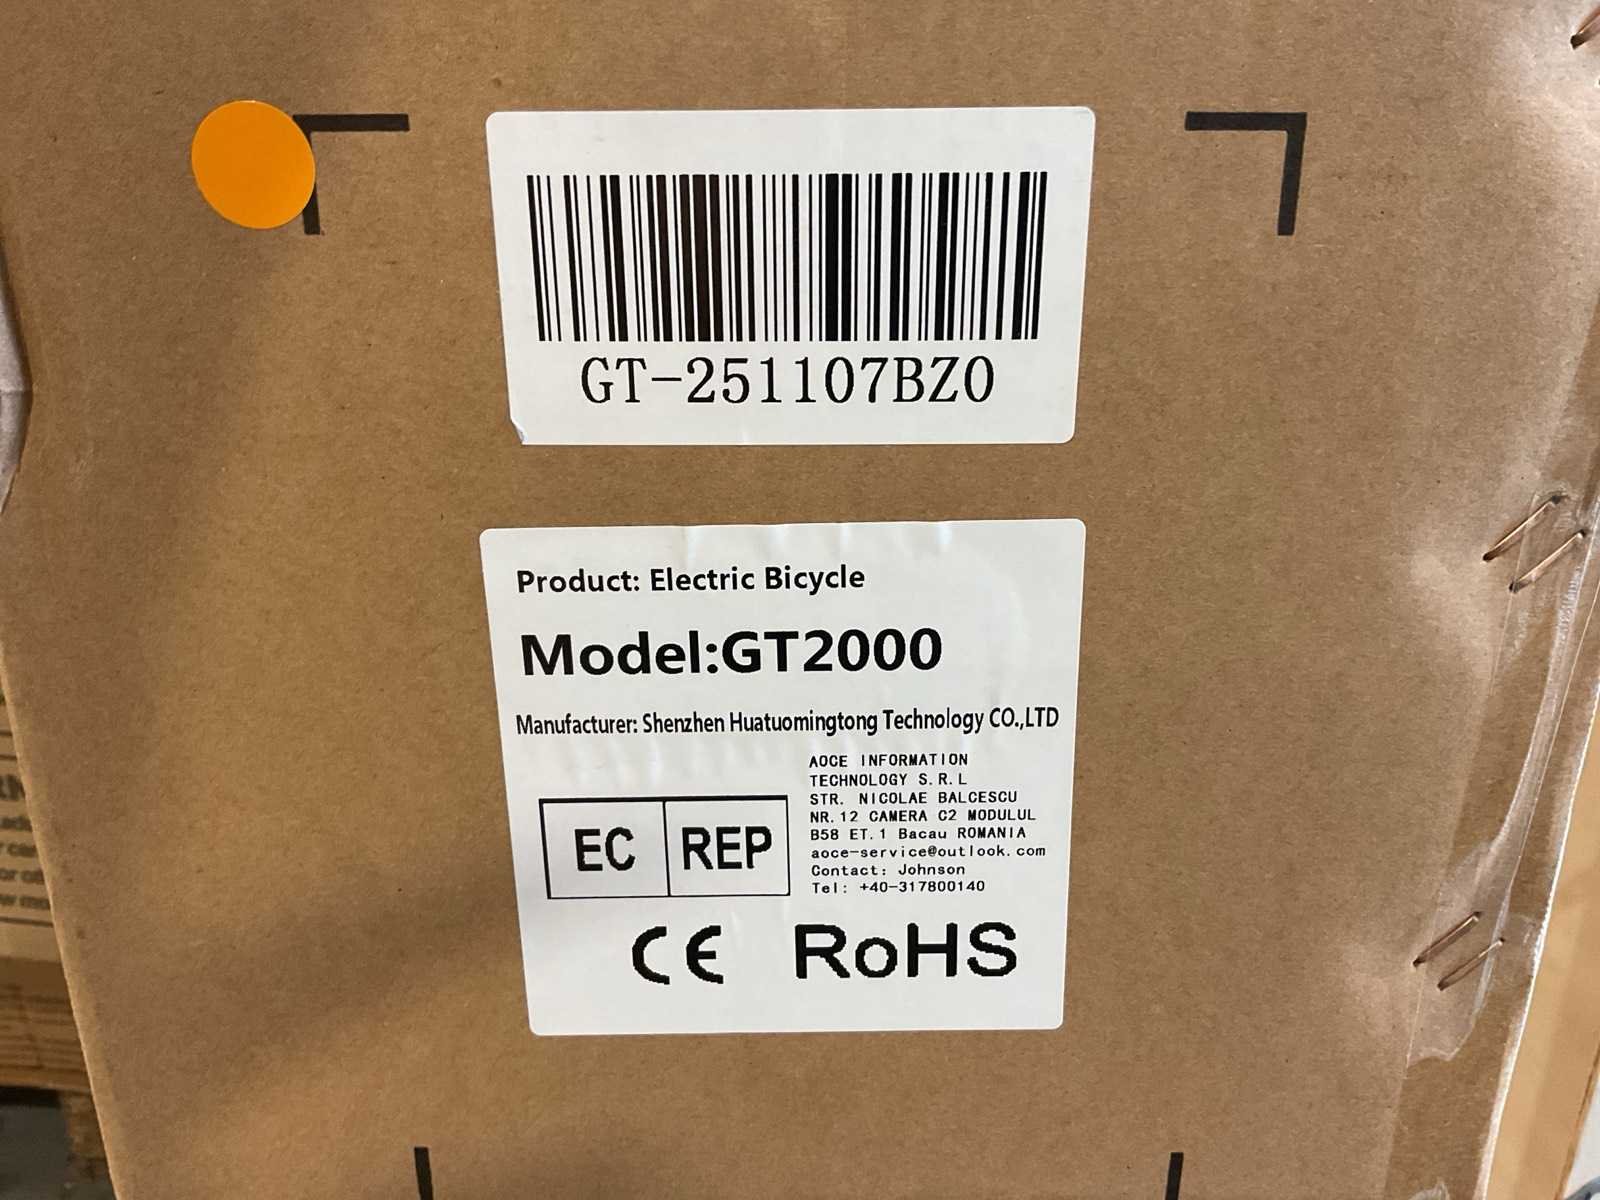 GT-251107BZ0
Product: Electric Bicycle
Model:GT2000
Manufacturer: Shenzhen Huatuomingtong Technology CO.,LTD
AOCE INFORMATION
TECHNOLOGY S.R.L
STR. NICOLAE BALCESCU
NR.12 CAMERA C2 MODULUL
B58 ET.1 Bacau ROMANIA
aoce-service@outlook.com
Contact: Johnson
Tel: +40-317800140
EC REP
CE RoHS